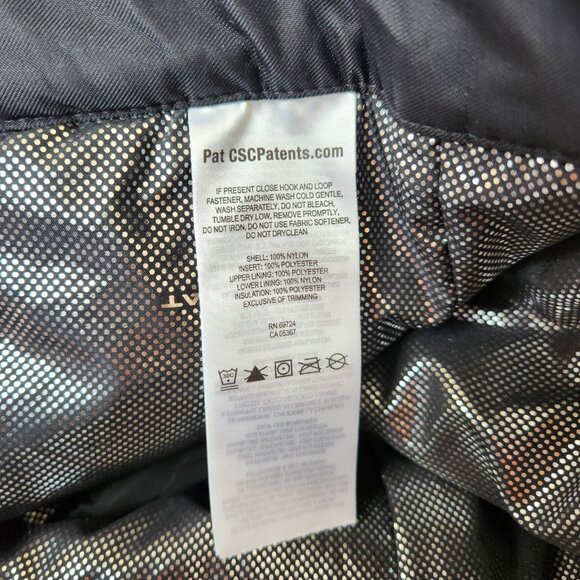 Pat CSCPatents.com
IF PRESENT CLOSE HOOK AND LOOP
FASTENER, MACHINE WASH COLD GENTLE,
WASH SEPARATELY. DO NOT BLEACH,
TUMBLE DRY LOW, REMOVE PROMPTLY,
DO NOT IRON. DO NOT USE FABRIC SOFTENER,
DO NOT DRYCLEAN
SHELL: 100% NYLON
INSERT: 100% POLYESTER
UPPER LINING: 100% POLYESTER
LOWER LINING: 100% POLYESTER
INSULATION: 100% POLYESTER
EXCLUSIVE OF TRIMMING
RN 69724
CA 05367
30C